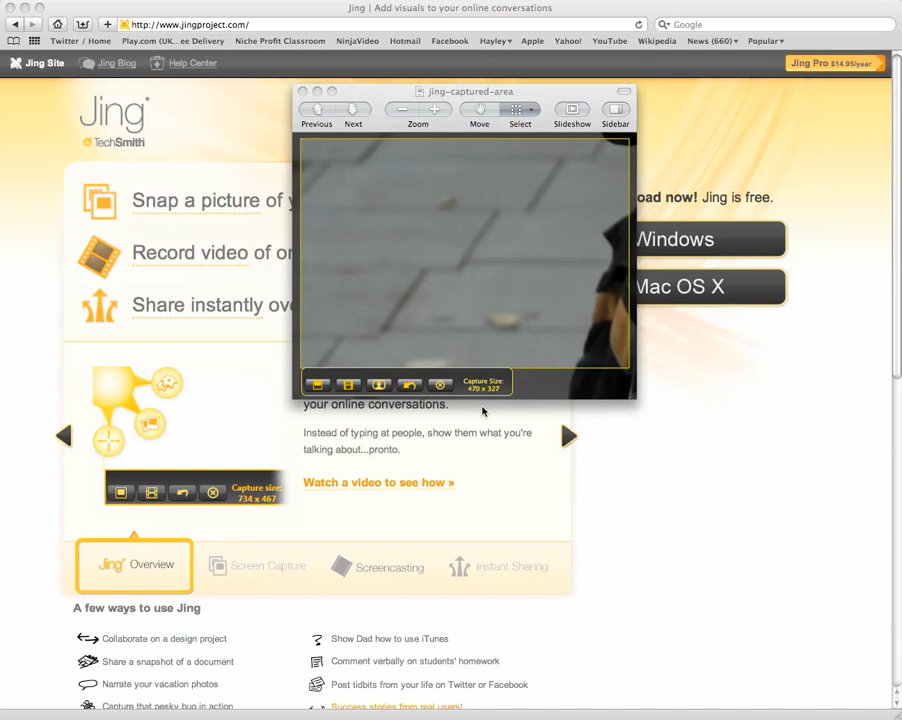 Jing | Add visuals to your online conversations
http://www.jingproject.com/
Google
Twitter / Home
Play.com (UK...ee Delivery
Niche Profit Classroom
NinjaVideo
Hotmail
Facebook
Hayley
Apple
Yahoo!
YouTube
Wikipedia
News (660)
Popular
Jing Site
Jing Blog
Help Center
Jing Pro $14.95/year
jing-captured-area
Previous
Next
Zoom
Move
Select
Slideshow
Sidebar
Jing
TechSmith
Snap a picture of y
oad now! Jing is free.
Record video of on
Windows
Share instantly ove
Mac OS X
Capture Size:
470 x 327
your online conversations.
Instead of typing at people, show them what you're
talking about...pronto.
Watch a video to see how »
Capture size:
734 x 467
Jing Overview
Screen Capture
Screencasting
Instant Sharing
A few ways to use Jing
Collaborate on a design project
Show Dad how to use iTunes
Share a snapshot of a document
Comment verbally on students' homework
Narrate your vacation photos
Post tidbits from your life on Twitter or Facebook
Capture that pesky bug in action
Success stories from real users!